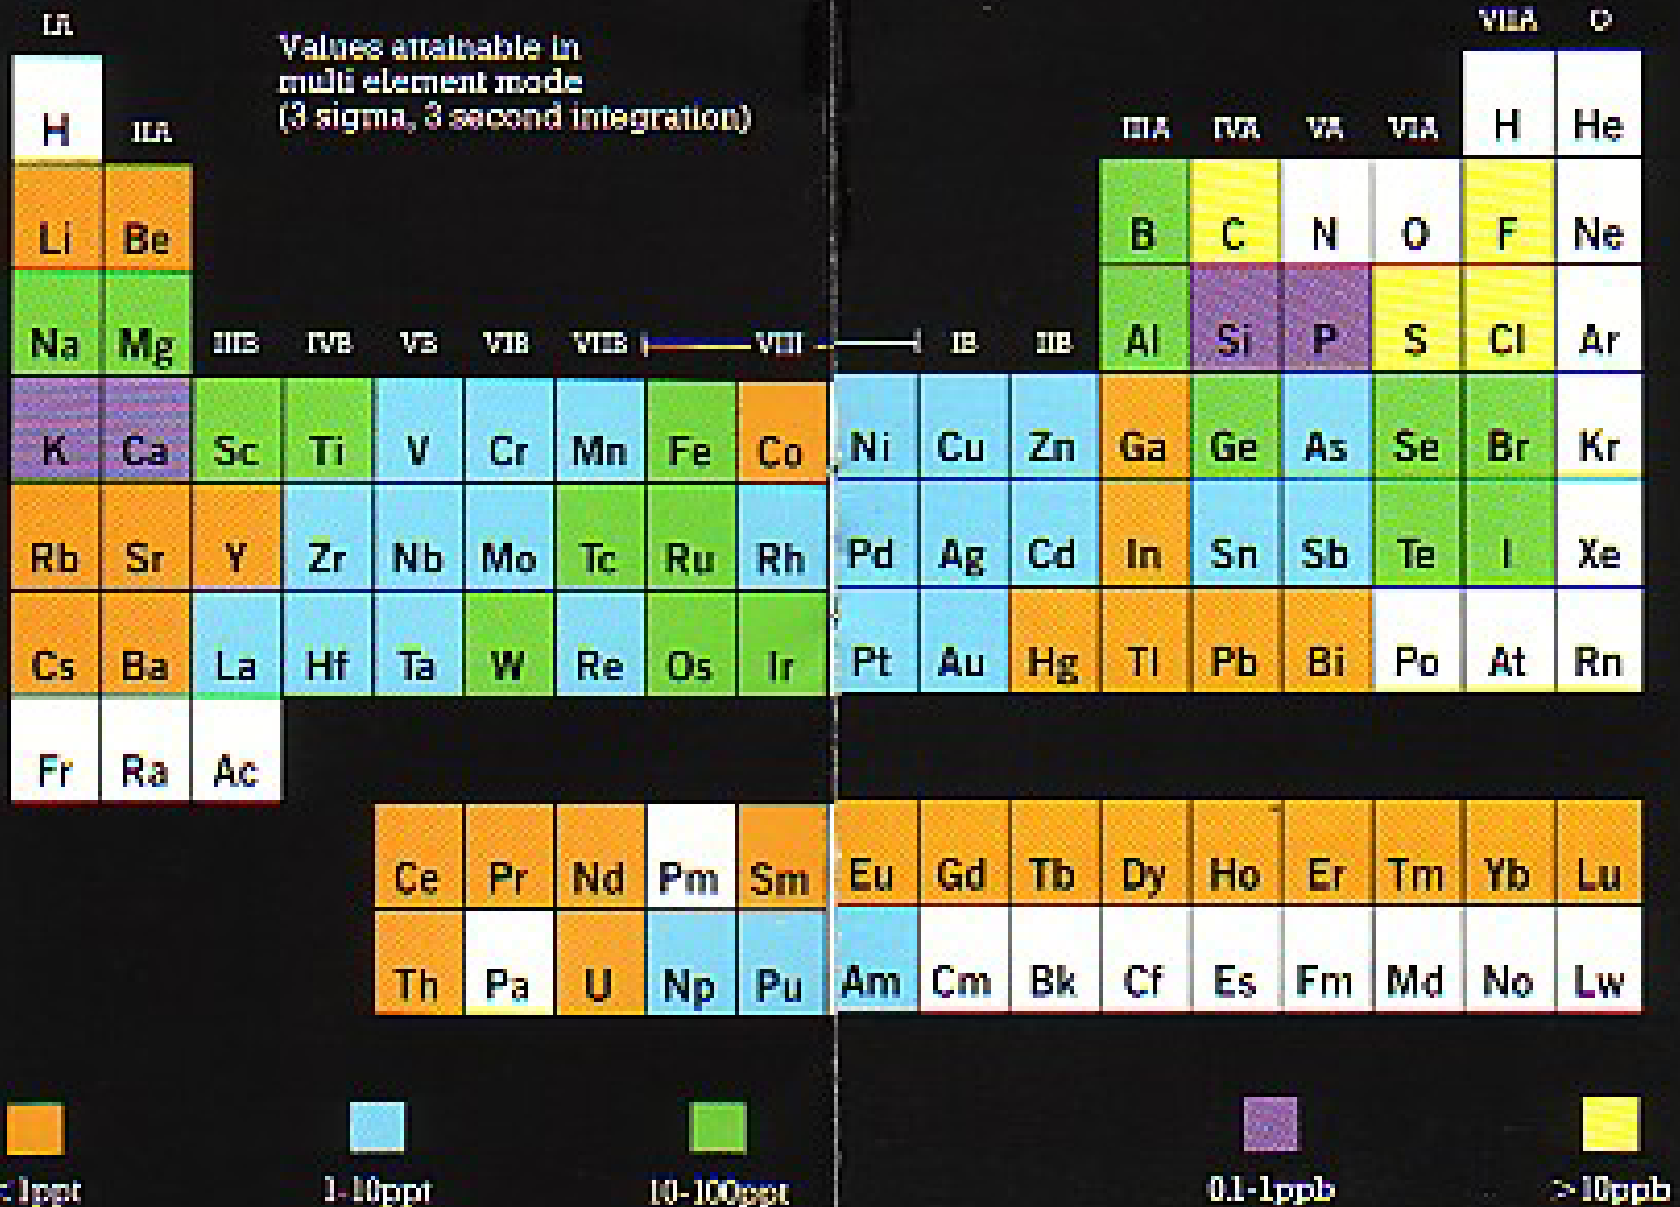 IA
VIIA O
Values attainable in
multi element mode
(3 sigma, 3 second integration)
H IIA IIIA IVA VA VIA H He
Li Be B C N O F Ne
Na Mg IIIB IVB VB VIB VIIB VIII IB IIB Al Si P S Cl Ar
K Ca Sc Ti V Cr Mn Fe Co Ni Cu Zn Ga Ge As Se Br Kr
Rb Sr Y Zr Nb Mo Tc Ru Rh Pd Ag Cd In Sn Sb Te I Xe
Cs Ba La Hf Ta W Re Os Ir Pt Au Hg Tl Pb Bi Po At Rn
Fr Ra Ac
Ce Pr Nd Pm Sm Eu Gd Tb Dy Ho Er Tm Yb Lu
Th Pa U Np Pu Am Cm Bk Cf Es Fm Md No Lw
<1ppt 1-10ppt 10-100ppt 0.1-1ppb >10ppb